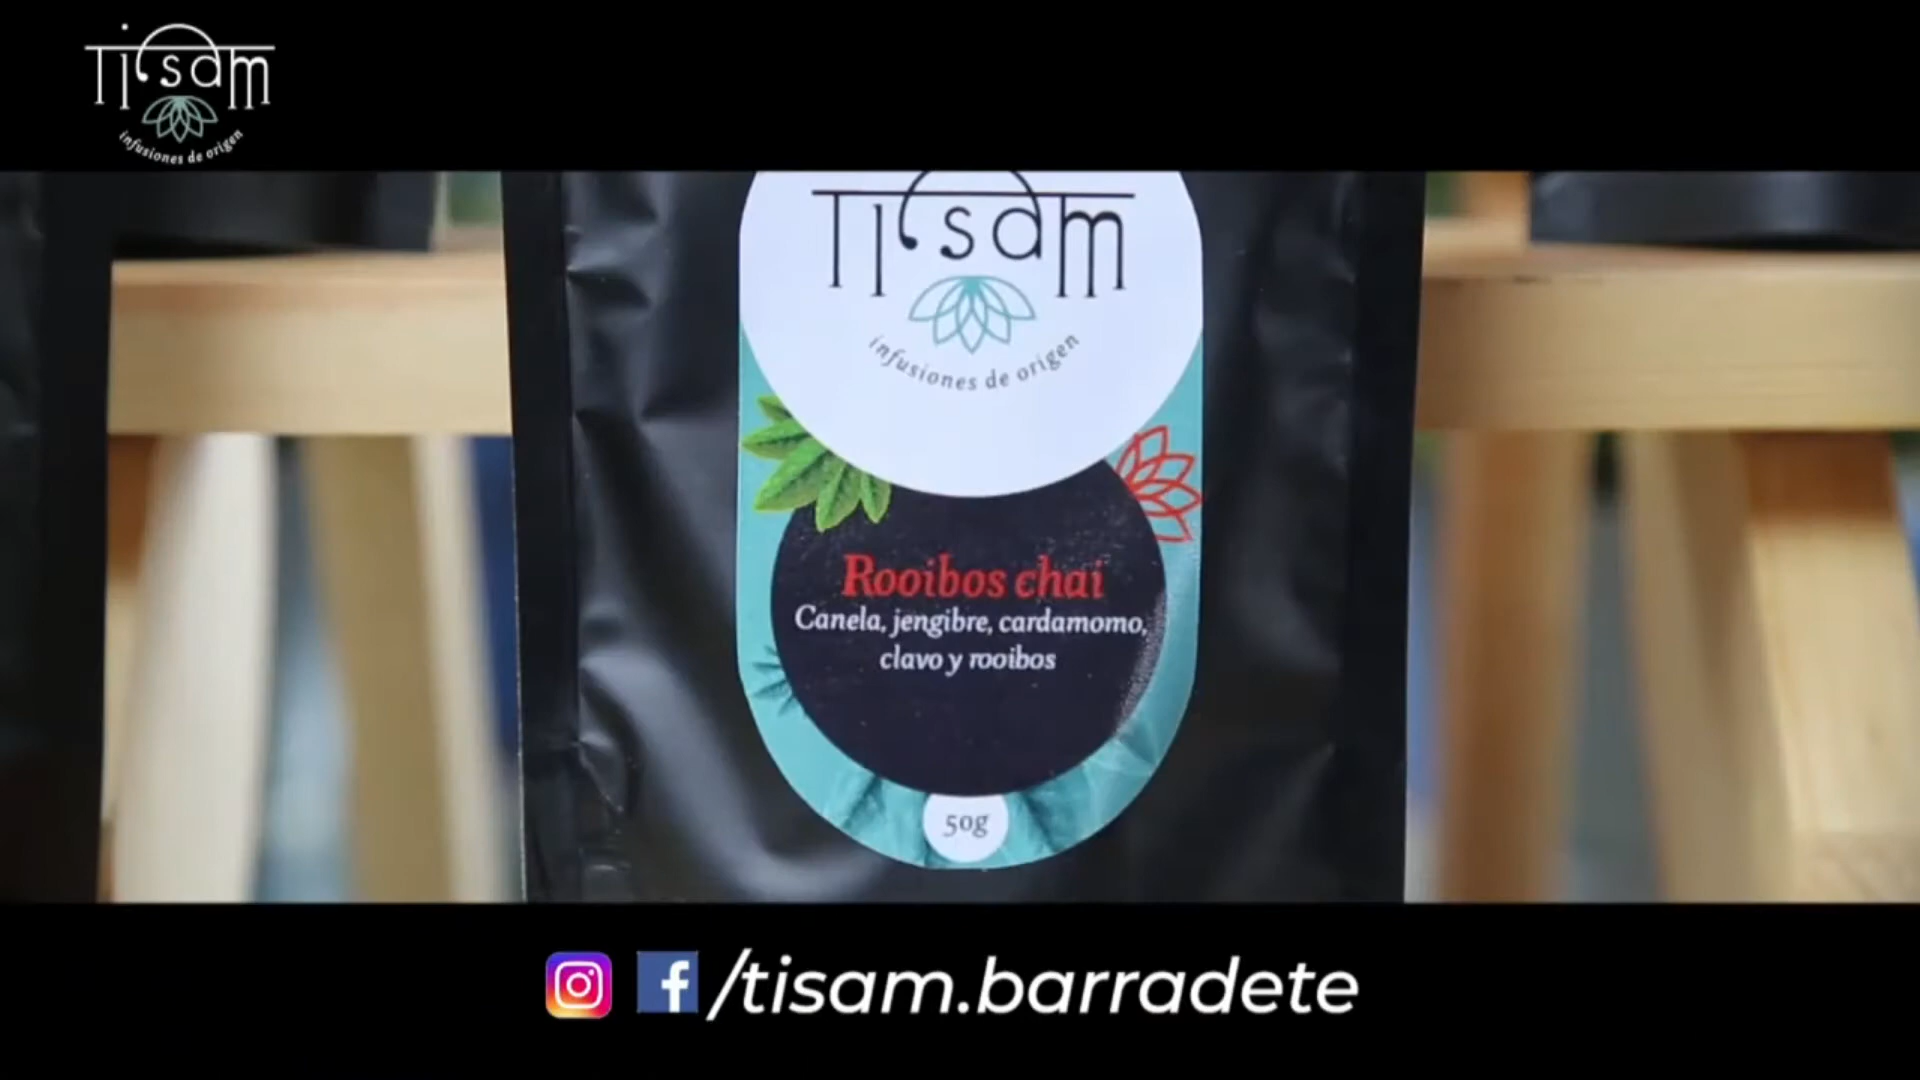 Tisam
infusiones de origen
Tisam
infusiones de origen
Rooibos chai
Canela, jengibre, cardamomo,
clavo y rooibos
50g
/tisam.barradete